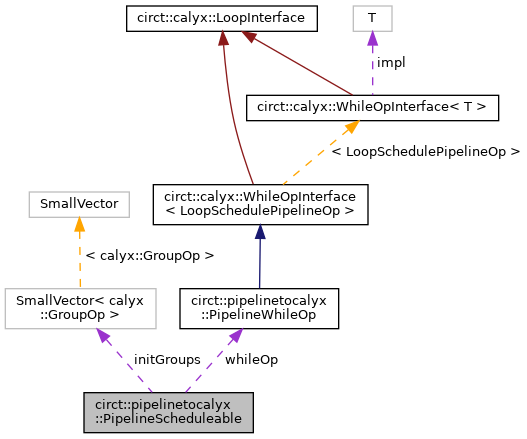 circt::calyx::LoopInterface
T
impl
circt::calyx::WhileOpInterface< T >
< LoopSchedulePipelineOp >
circt::calyx::WhileOpInterface
< LoopSchedulePipelineOp >
SmallVector
< calyx::GroupOp >
SmallVector< calyx
::GroupOp >
circt::pipelinetocalyx
::PipelineWhileOp
initGroups
whileOp
circt::pipelinetocalyx
::PipelineScheduleable